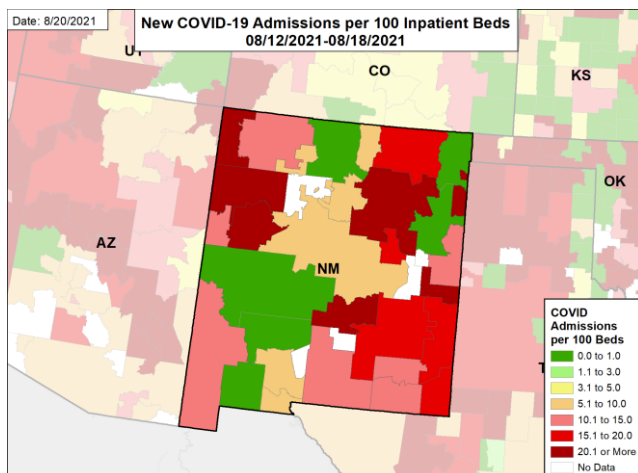 Date: 8/20/2021
New COVID-19 Admissions per 100 Inpatient Beds
08/12/2021-08/18/2021
UT
CO
KS
OK
AZ
NM
T
COVID
Admissions
per 100 Beds
0.0 to 1.0
1.1 to 3.0
3.1 to 5.0
5.1 to 10.0
10.1 to 15.0
15.1 to 20.0
20.1 or More
No Data